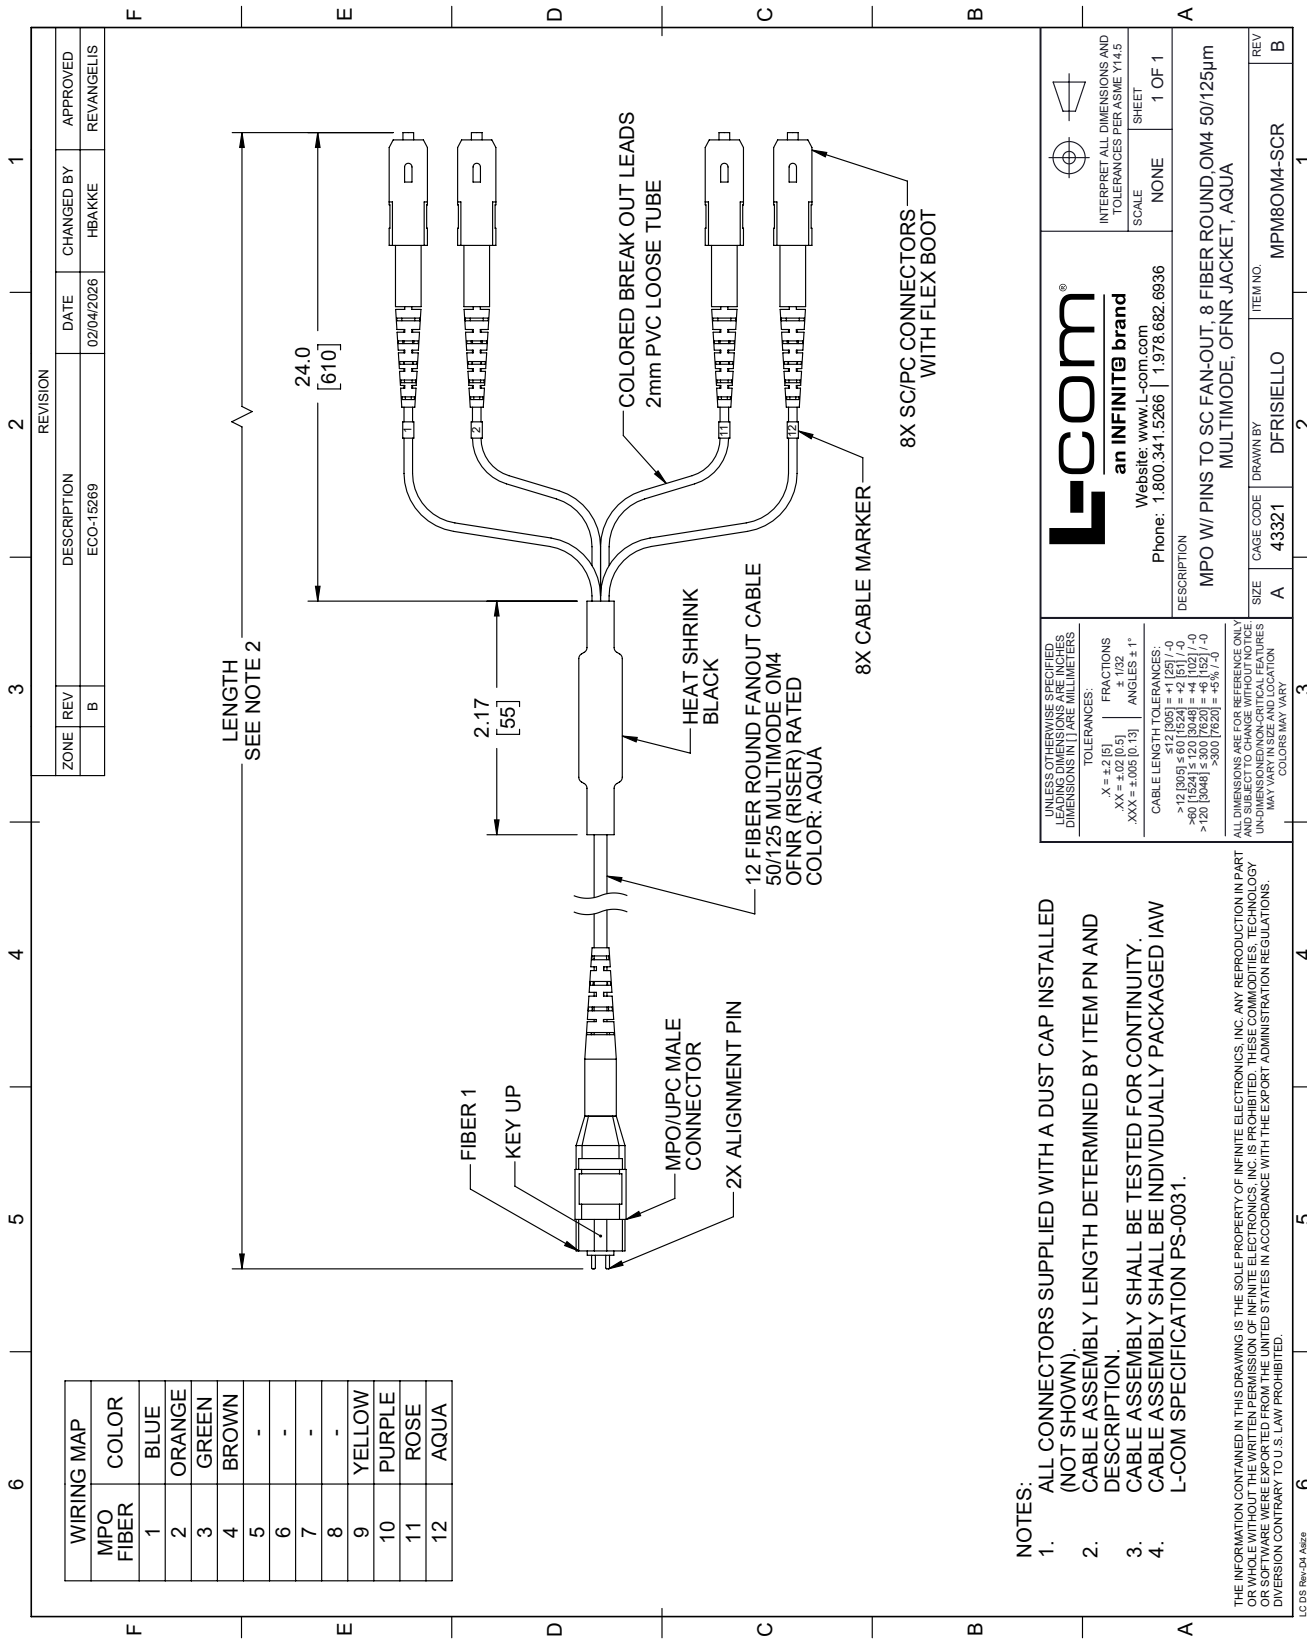 6
5
4
3
2
1
F
E
D
C
B
A
WIRING MAP
MPO FIBER COLOR
1 BLUE
2 ORANGE
3 GREEN
4 BROWN
5 -
6 -
7 -
8 -
9 YELLOW
10 PURPLE
11 ROSE
12 AQUA
REVISION
ZONE REV DESCRIPTION DATE CHANGED BY APPROVED
B ECO-15269 02/04/2026 HBAKKE REVANGELIS
LENGTH
SEE NOTE 2
24.0
[610]
2.17
[55]
FIBER 1
KEY UP
MPO/UPC MALE
CONNECTOR
2X ALIGNMENT PIN
HEAT SHRINK
BLACK
12 FIBER ROUND FANOUT CABLE
50/125 MULTIMODE OM4
OFNR (RISER) RATED
COLOR: AQUA
1
2
11
12
COLORED BREAK OUT LEADS
2mm PVC LOOSE TUBE
8X CABLE MARKER
8X SC/PC CONNECTORS
WITH FLEX BOOT
NOTES:
1. ALL CONNECTORS SUPPLIED WITH A DUST CAP INSTALLED
(NOT SHOWN).
2. CABLE ASSEMBLY LENGTH DETERMINED BY ITEM PN AND
DESCRIPTION.
3. CABLE ASSEMBLY SHALL BE TESTED FOR CONTINUITY.
4. CABLE ASSEMBLY SHALL BE INDIVIDUALLY PACKAGED IAW
L-COM SPECIFICATION PS-0031.
THE INFORMATION CONTAINED IN THIS DRAWING IS THE SOLE PROPERTY OF INFINITE ELECTRONICS, INC. ANY REPRODUCTION IN PART
OR WHOLE WITHOUT THE WRITTEN PERMISSION OF INFINITE ELECTRONICS, INC. IS PROHIBITED. THESE COMMODITIES, TECHNOLOGY
OR SOFTWARE WERE EXPORTED FROM THE UNITED STATES IN ACCORDANCE WITH THE EXPORT ADMINISTRATION REGULATIONS.
DIVERSION CONTRARY TO U.S. LAW PROHIBITED.
UNLESS OTHERWISE SPECIFIED
LEADING DIMENSIONS ARE INCHES
DIMENSIONS IN [ ] ARE MILLIMETERS
TOLERANCES:
.X = ±.2 [5] FRACTIONS
.XX = ±.02 [0.5] ± 1/32
.XXX = ±.005 [0.13] ANGLES ± 1°
CABLE LENGTH TOLERANCES:
≤12 [305] = +1 [25] / -0
>12 [305] ≤ 60 [1524] = +2 [51] / -0
>60 [1524] ≤ 120 [3048] = +4 [102] / -0
>120 [3048] ≤ 300 [7620] = +6 [152] / -0
>300 [7620] = +5% / -0
ALL DIMENSIONS ARE FOR REFERENCE ONLY
AND SUBJECT TO CHANGE WITHOUT NOTICE.
UN-DIMENSIONED/NON-CRITICAL FEATURES
MAY VARY IN SIZE AND LOCATION
COLORS MAY VARY
L-com®
an INFINITE brand
Website: www.L-com.com
Phone: 1.800.341.5266 | 1.978.682.6936
INTERPRET ALL DIMENSIONS AND
TOLERANCES PER ASME Y14.5
SCALE NONE
SHEET 1 OF 1
DESCRIPTION
MPO W/ PINS TO SC FAN-OUT, 8 FIBER ROUND,OM4 50/125µm
MULTIMODE, OFNR JACKET, AQUA
SIZE A
CAGE CODE 43321
DRAWN BY DFRISIELLO
ITEM NO. MPM8OM4-SCR
REV B
F
E
D
C
B
A
6
5
4
3
2
1
LC DS Rev-D4 Asize